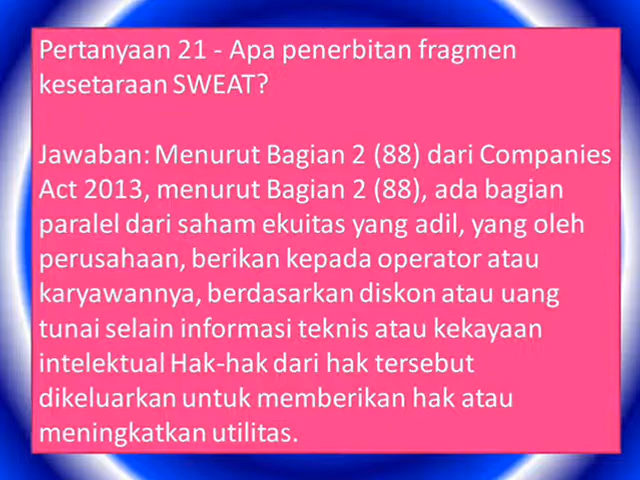 Pertanyaan 21 - Apa penerbitan fragmen
kesetaraan SWEAT?
Jawaban: Menurut Bagian 2 (88) dari Companies
Act 2013, menurut Bagian 2 (88), ada bagian
paralel dari saham ekuitas yang adil, yang oleh
perusahaan, berikan kepada operator atau
karyawannya, berdasarkan diskon atau uang
tunai selain informasi teknis atau kekayaan
intelektual Hak-hak dari hak tersebut
dikeluarkan untuk memberikan hak atau
meningkatkan utilitas.